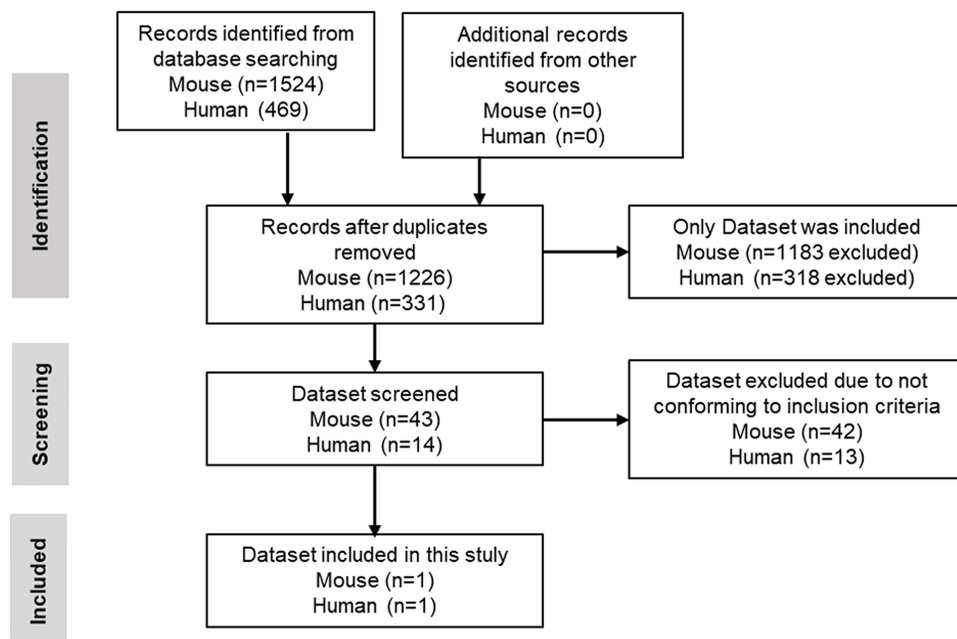 Records identified from
database searching
Mouse (n=1524)
Human (469)
Additional records
identified from other
sources
Mouse (n=0)
Human (n=0)
Identification
Records after duplicates
removed
Mouse (n=1226)
Human (n=331)
Only Dataset was included
Mouse (n=1183 excluded)
Human (n=318 excluded)
Screening
Dataset screened
Mouse (n=43)
Human (n=14)
Dataset excluded due to not
conforming to inclusion criteria
Mouse (n=42)
Human (n=13)
Included
Dataset included in this stuly
Mouse (n=1)
Human (n=1)